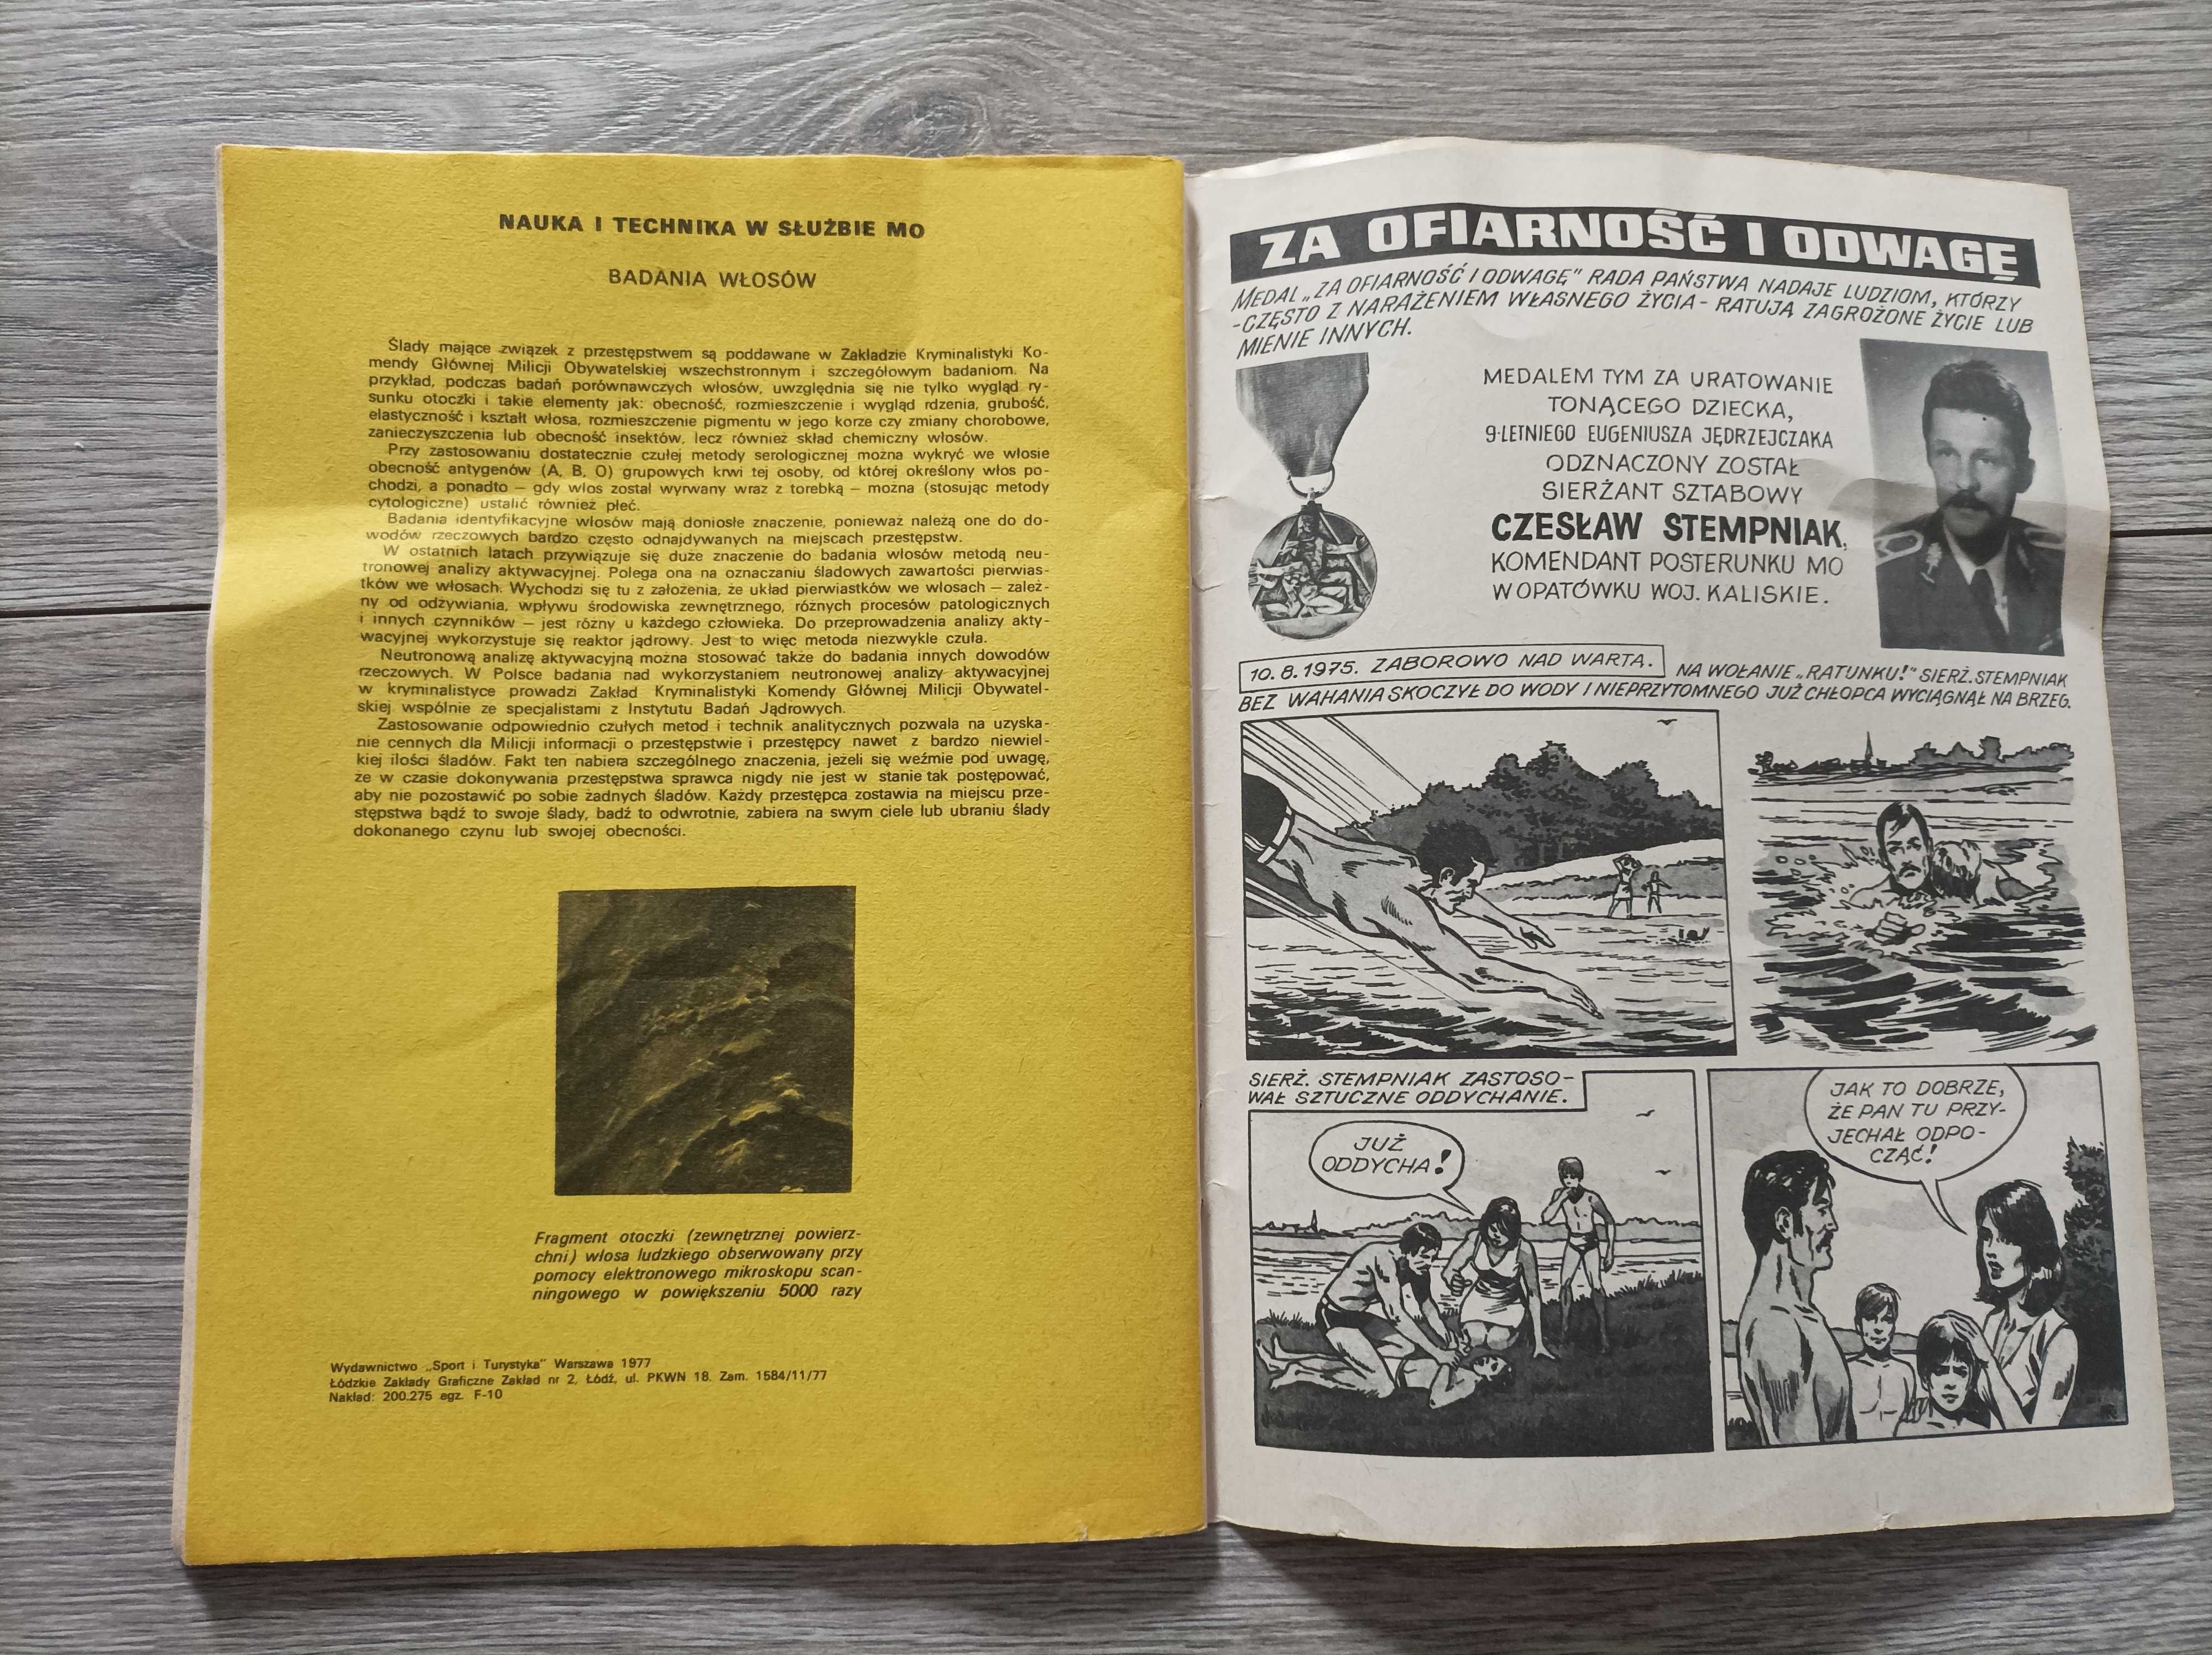 NAUKA I TECHNIKA W SŁUŻBIE MO
BADANIA WŁOSÓW
Ślady mające związek z przestępstwem są poddawane w Zakładzie Kryminalistyki Ko-
mendy Głównej Milicji Obywatelskiej wszechstronnym i szczegółowym badaniom. Na
przykład, podczas badań porównawczych włosów, uwzględnia się nie tylko wygląd ry-
sunku otoczki i takie elementy jak: obecność, rozmieszczenie i wygląd rdzenia, grubość,
elastyczność i kształt włosa, rozmieszczenie pigmentu w jego korze czy zmiany chorobowe,
zanieczyszczenia lub obecność insektów, lecz również skład chemiczny włosów.
Przy zastosowaniu dostatecznie czułej metody serologicznej można wykryć we włosie
obecność antygenów (A, B, O) grupowych krwi tej osoby, od której określony włos po-
chodzi, a ponadto – gdy włos został wyrwany wraz z torebką – można (stosując metody
cytologiczne) ustalić również płeć.
Badania identyfikacyjne włosów mają doniosłe znaczenie, ponieważ należą one do do-
wodów rzeczowych bardzo często odnajdywanych na miejscach przestępstw.
W ostatnich latach przywiązuje się duże znaczenie do badania włosów metodą neu-
tronowej analizy aktywacyjnej. Polega ona na oznaczaniu śladowych zawartości pierwias-
tków we włosach. Wychodzi się tu z założenia, że układ pierwiastków we włosach – zależ-
ny od odżywiania, wpływu środowiska zewnętrznego, różnych procesów patologicznych
i innych czynników – jest różny u każdego człowieka. Do przeprowadzenia analizy akty-
wacyjnej wykorzystuje się reaktor jądrowy. Jest to więc metoda niezwykle czuła.
Neutronową analizę aktywacyjną można stosować także do badania innych dowodów
rzeczowych. W Polsce badania nad wykorzystaniem neutronowej analizy aktywacyjnej
w kryminalistyce prowadzi Zakład Kryminalistyki Komendy Głównej Milicji Obywatel-
skiej wspólnie ze specjalistami z Instytutu Badań Jądrowych.
Zastosowanie odpowiednio czułych metod i technik analitycznych pozwala na uzyska-
nie cennych dla Milicji informacji o przestępstwie i przestępcy nawet z bardzo niewiel-
kiej ilości śladów. Fakt ten nabiera szczególnego znaczenia, jeżeli się weźmie pod uwagę,
że w czasie dokonywania przestępstwa sprawca nigdy nie jest w stanie tak postępować,
aby nie pozostawić po sobie żadnych śladów. Każdy przestępca zostawia na miejscu prze-
stępstwa bądź to swoje ślady, badź to odwrotnie, zabiera na swym ciele lub ubraniu ślady
dokonanego czynu lub swojej obecności.
Fragment otoczki (zewnętrznej powierz-
chni) włosa ludzkiego obserwowany przy
pomocy elektronowego mikroskopu scan-
ningowego w powiększeniu 5000 razy
Wydawnictwo „Sport i Turystyka" Warszawa 1977
Łódzkie Zakłady Graficzne Zakład nr 2, Łódź, ul. PKWN 18. Zam. 1584/11/77
Nakład: 200.275 egz. F-10
ZA OFIARNOŚĆ I ODWAGĘ
MEDAL „ZA OFIARNOŚĆ I ODWAGĘ" RADA PAŃSTWA NADAJE LUDZIOM, KTÓRZY
-CZĘSTO Z NARAŻENIEM WŁASNEGO ŻYCIA- RATUJĄ ZAGROŻONE ŻYCIE LUB
MIENIE INNYCH.
MEDALEM TYM ZA URATOWANIE
TONĄCEGO DZIECKA,
9-LETNIEGO EUGENIUSZA JĘDRZEJCZAKA
ODZNACZONY ZOSTAŁ
SIERŻANT SZTABOWY
CZESŁAW STEMPNIAK,
KOMENDANT POSTERUNKU MO
W OPATÓWKU WOJ. KALISKIE.
10.8.1975. ZABOROWO NAD WARTĄ. NA WOŁANIE „RATUNKU!" SIERŻ. STEMPNIAK
BEZ WAHANIA SKOCZYŁ DO WODY I NIEPRZYTOMNEGO JUŻ CHŁOPCA WYCIĄGNĄŁ NA BRZEG.
SIERŻ. STEMPNIAK ZASTOSO-
WAŁ SZTUCZNE ODDYCHANIE.
JUŻ
ODDYCHA!
JAK TO DOBRZE,
ŻE PAN TU PRZY-
JECHAŁ ODPO-
CZĄĆ!